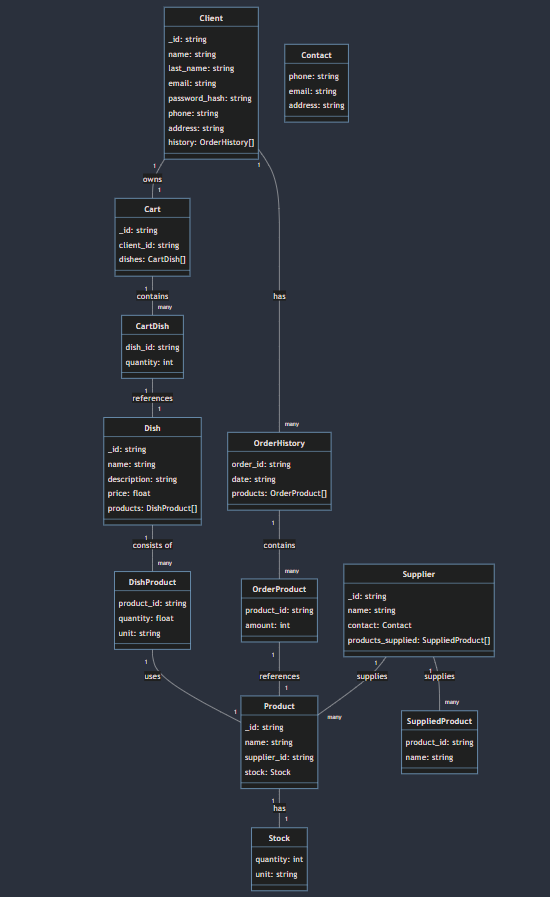 Client
_id: string
name: string
last_name: string
email: string
password_hash: string
phone: string
address: string
history: OrderHistory[]
Contact
phone: string
email: string
address: string
1
owns
1
1
has
many
Cart
_id: string
client_id: string
dishes: CartDish[]
1
contains
many
CartDish
dish_id: string
quantity: int
1
references
1
Dish
_id: string
name: string
description: string
price: float
products: DishProduct[]
OrderHistory
order_id: string
date: string
products: OrderProduct[]
1
consists of
many
1
contains
many
DishProduct
product_id: string
quantity: float
unit: string
OrderProduct
product_id: string
amount: int
Supplier
_id: string
name: string
contact: Contact
products_supplied: SuppliedProduct[]
1
uses
1
1
references
1
1
supplies
many
1
supplies
many
Product
_id: string
name: string
supplier_id: string
stock: Stock
SuppliedProduct
product_id: string
name: string
1
has
1
Stock
quantity: int
unit: string